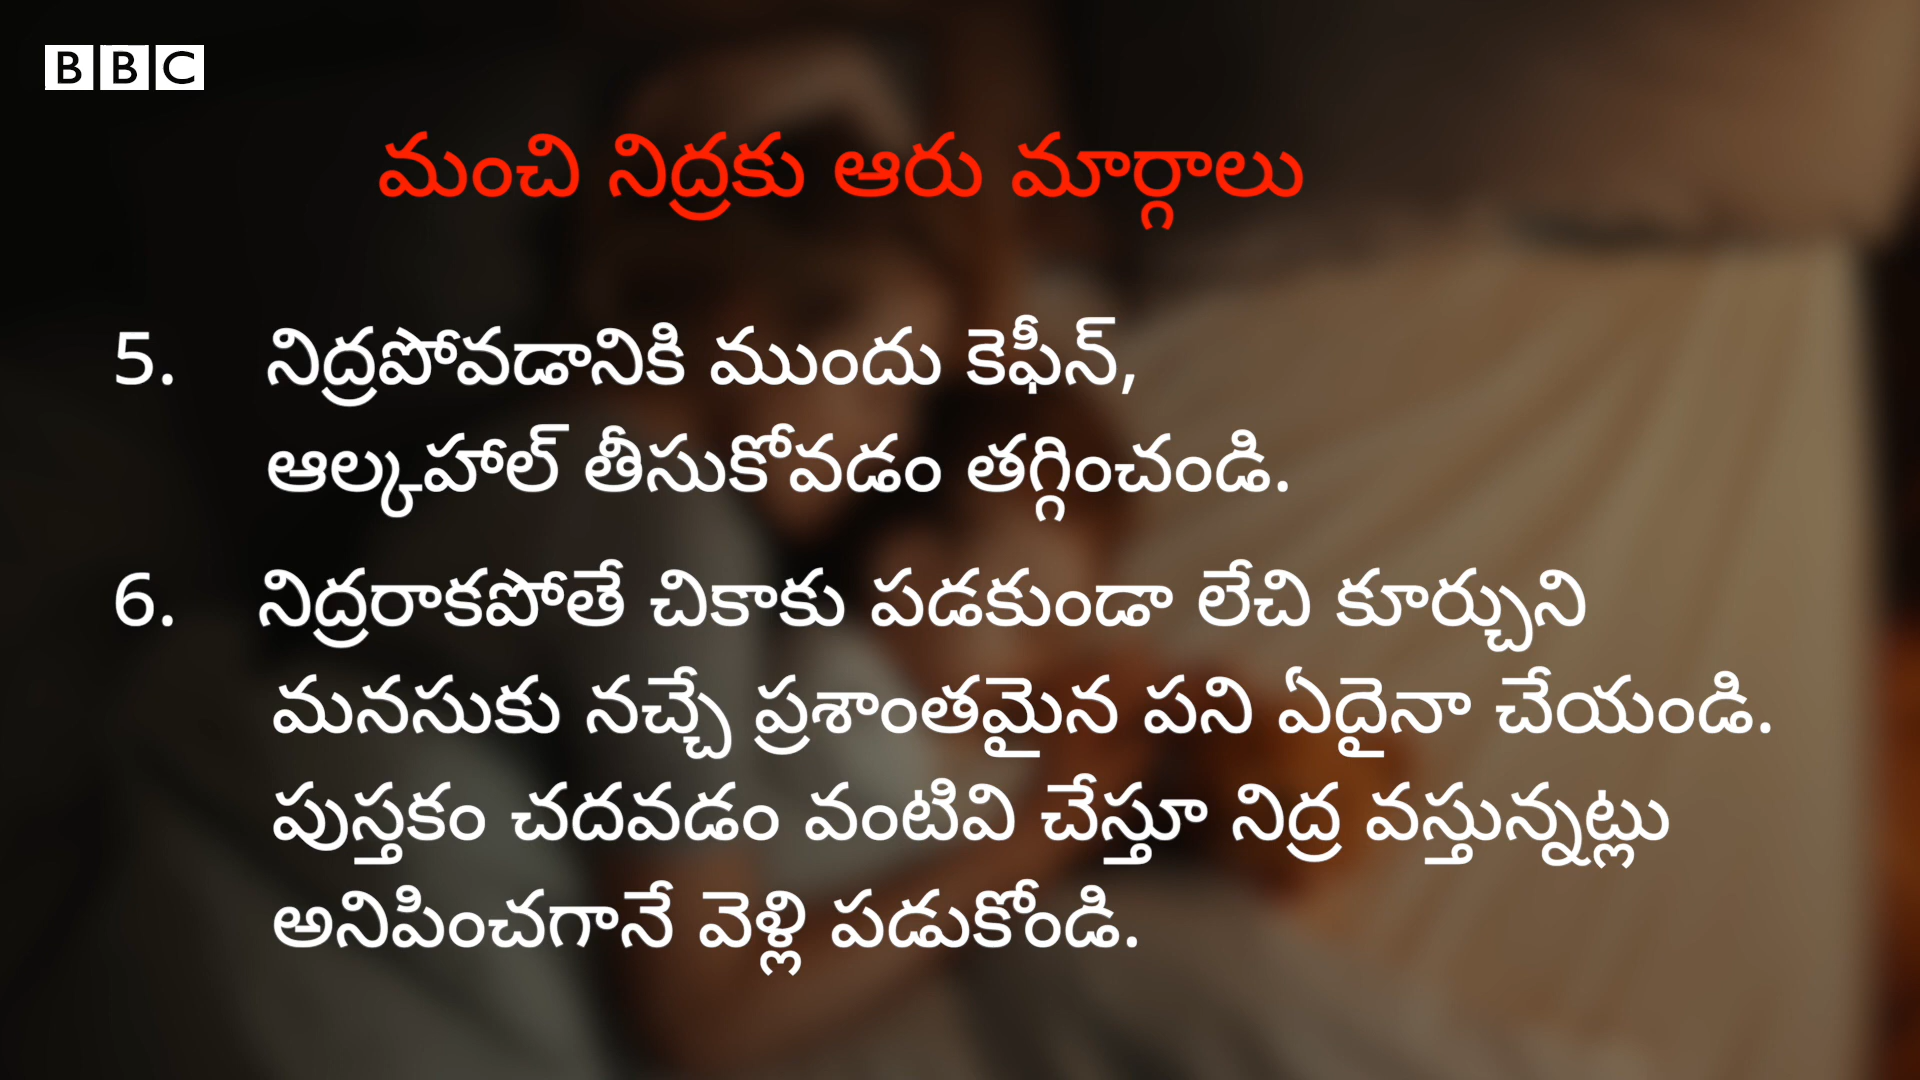 BBC
మంచి నిద్రకు ఆరు మార్గాలు
5. నిద్రపోవడానికి ముందు కెఫీన్,
ఆల్కహాల్ తీసుకోవడం తగ్గించండి.
6. నిద్రరాకపోతే చికాకు పడకుండా లేచి కూర్చుని
మనసుకు నచ్చే ప్రశాంతమైన పని ఏదైనా చేయండి.
పుస్తకం చదవడం వంటివి చేస్తూ నిద్ర వస్తున్నట్లు
అనిపించగానే వెళ్లి పడుకోండి.